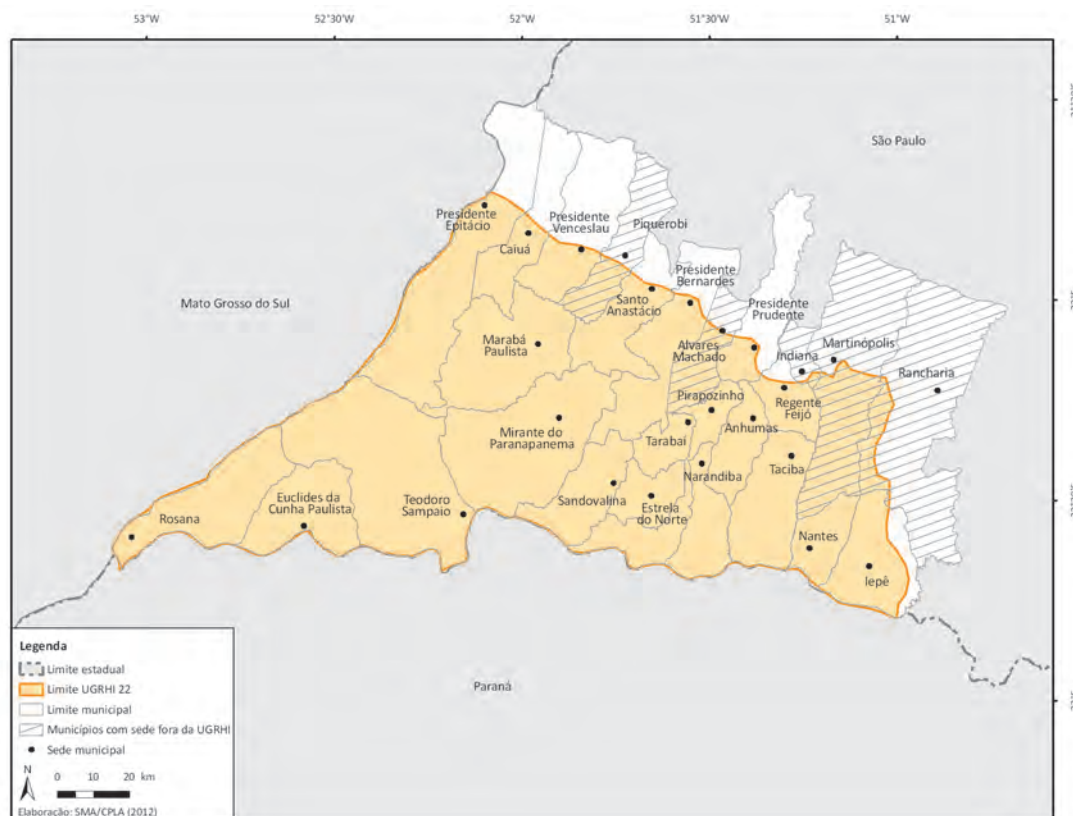 53°W
52°30'W
52°W
51°30'W
51°W
São Paulo
Presidente
Epitácio
Caiuá
Presidente
Venceslau
Piquerobi
Presidente
Bernardes
Santo
Anastácio
Presidente
Prudente
Mato Grosso do Sul
Marabá
Paulista
Alvares
Machado
Indiana
Martinópolis
Rancharia
Regente
Feijó
Pirapozinho
Anhumas
Mirante do
Paranapanema
Tarabai
Taciba
Narandiba
Sandovalina
Estrela
do Norte
Teodoro
Sampaio
Euclides da
Cunha Paulista
Rosana
Nantes
Iepê
Paraná
Legenda
Limite estadual
Limite UGRHI 22
Limite municipal
Municípios com sede fora da UGRHI
Sede municipal
N
0 10 20 km
Elaboração: SMA/CPLA (2012)